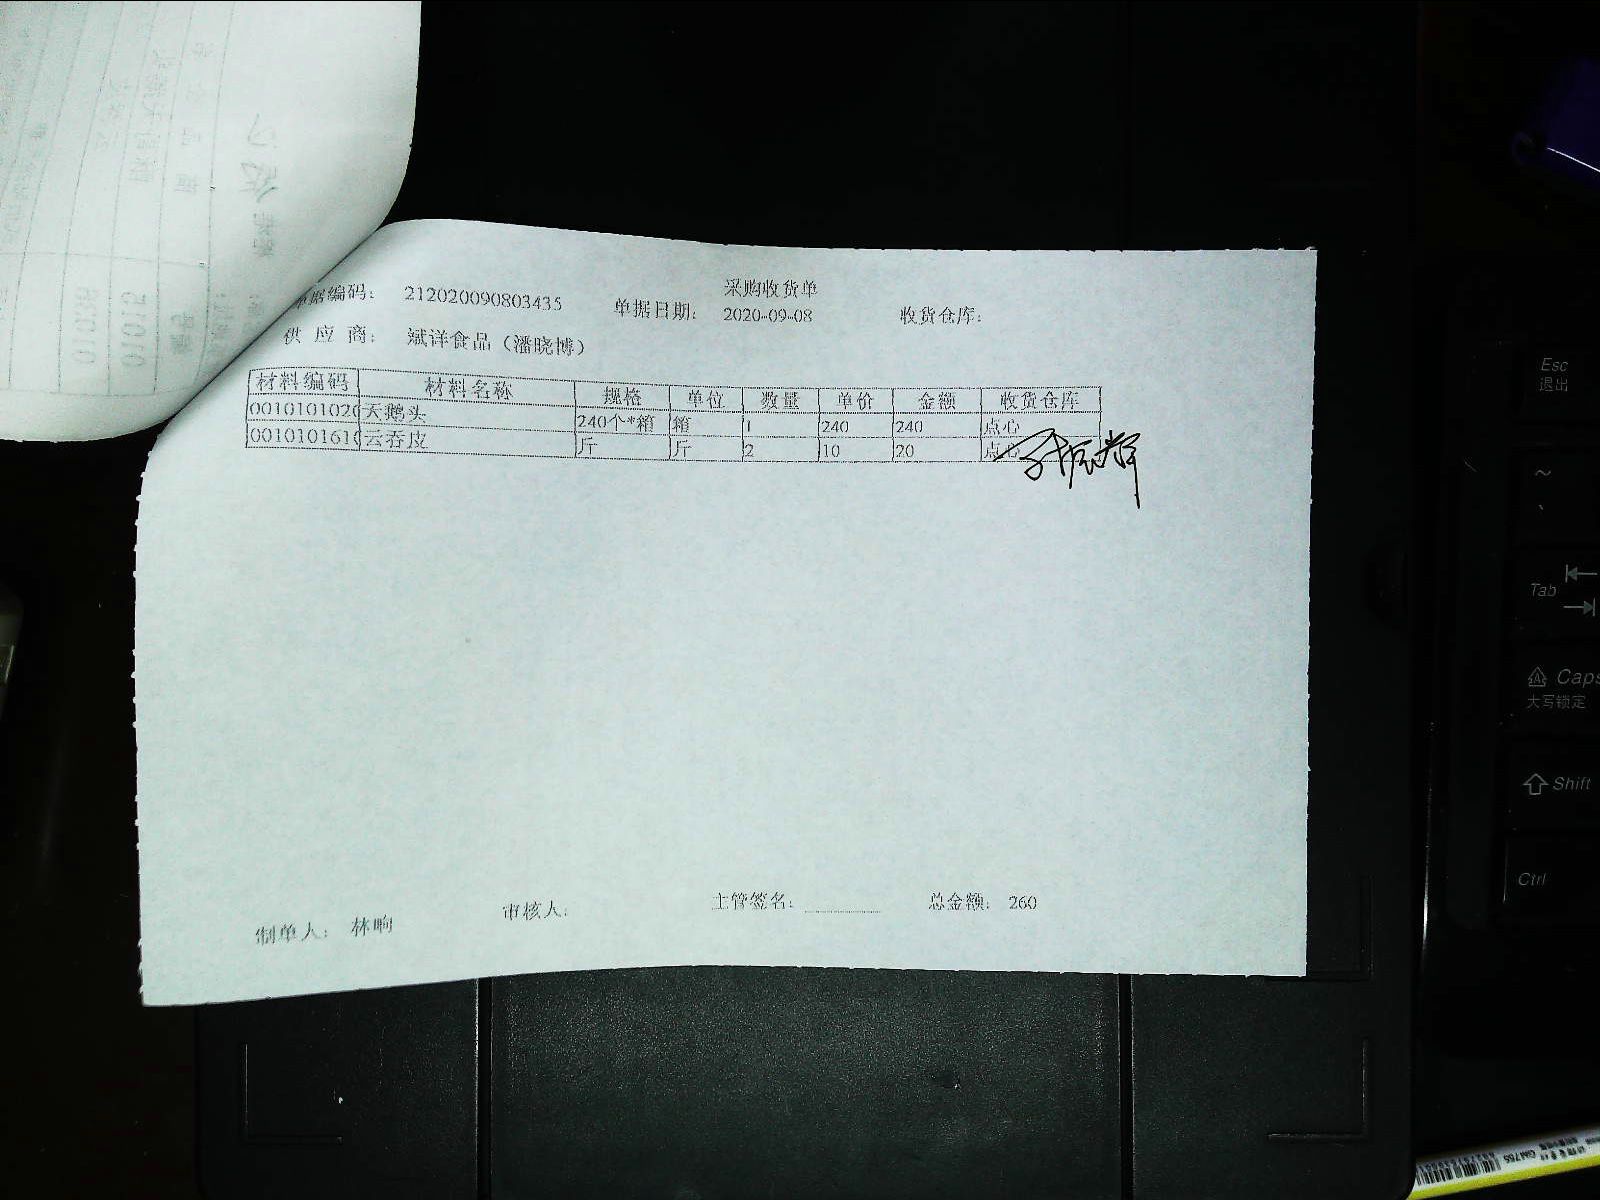 采购收货单
单据编码: 212020090803435 单据日期: 2020-09-08 收货仓库:
供应商: 斌洋食品（潘晓博）
材料编码 材料名称 规格 单位 数量 单价 金额 收货仓库
0010101020 天鹅头 240个*箱 箱 1 240 240 点心
0010101610 云吞皮 斤 斤 2 10 20 点心
制单人: 林响 审核人: 主管签名: 总金额: 260
Esc
退出
~
Tab
Caps
大写锁定
Shift
Ctrl